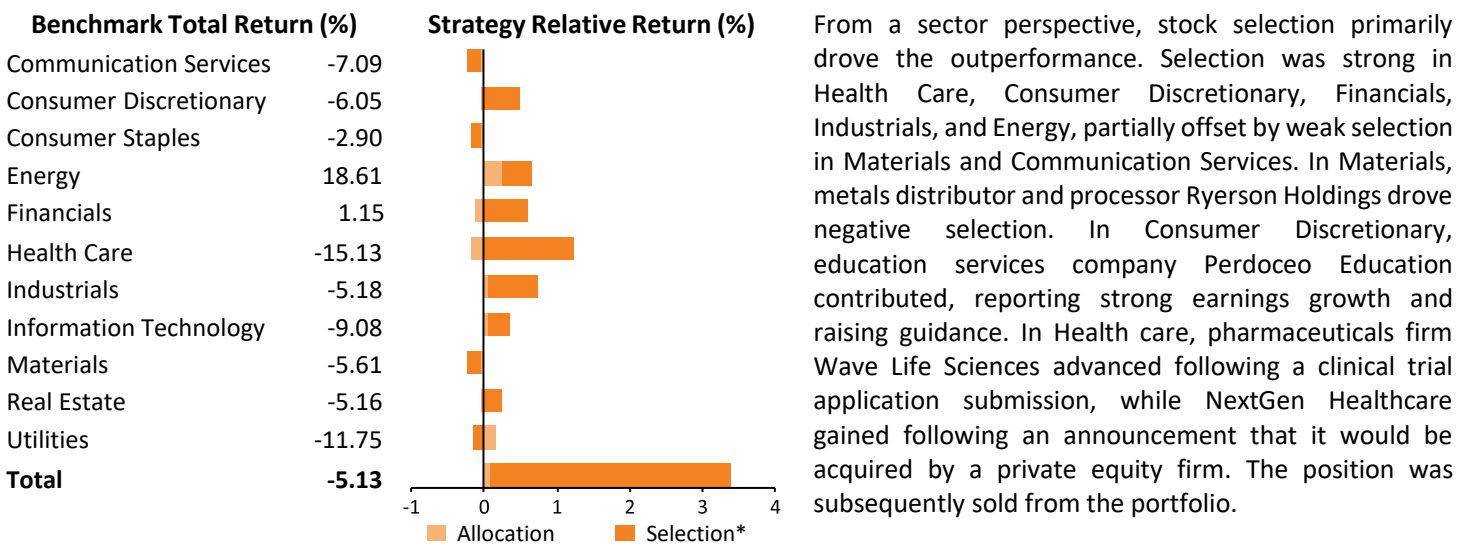 Benchmark Total Return (%)
Communication Services -7.09
Consumer Discretionary -6.05
Consumer Staples -2.90
Energy 18.61
Financials 1.15
Health Care -15.13
Industrials -5.18
Information Technology -9.08
Materials -5.61
Real Estate -5.16
Utilities -11.75
Total -5.13
Strategy Relative Return (%)
-1 0 1 2 3 4
Allocation Selection*
From a sector perspective, stock selection primarily
drove the outperformance. Selection was strong in
Health Care, Consumer Discretionary, Financials,
Industrials, and Energy, partially offset by weak selection
in Materials and Communication Services. In Materials,
metals distributor and processor Ryerson Holdings drove
negative selection. In Consumer Discretionary,
education services company Perdoceo Education
contributed, reporting strong earnings growth and
raising guidance. In Health care, pharmaceuticals firm
Wave Life Sciences advanced following a clinical trial
application submission, while NextGen Healthcare
gained following an announcement that it would be
acquired by a private equity firm. The position was
subsequently sold from the portfolio.